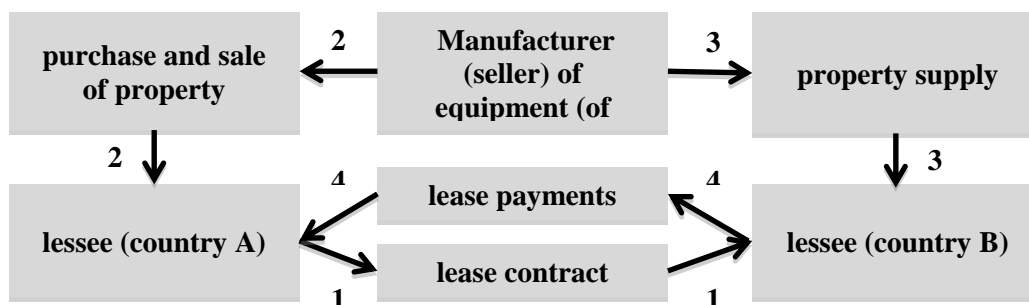 purchase and sale
of property
2
Manufacturer
(seller) of
equipment (of
3
property supply
2
3
lessee (country A)
4
lease payments
4
lessee (country B)
lease contract
1
1